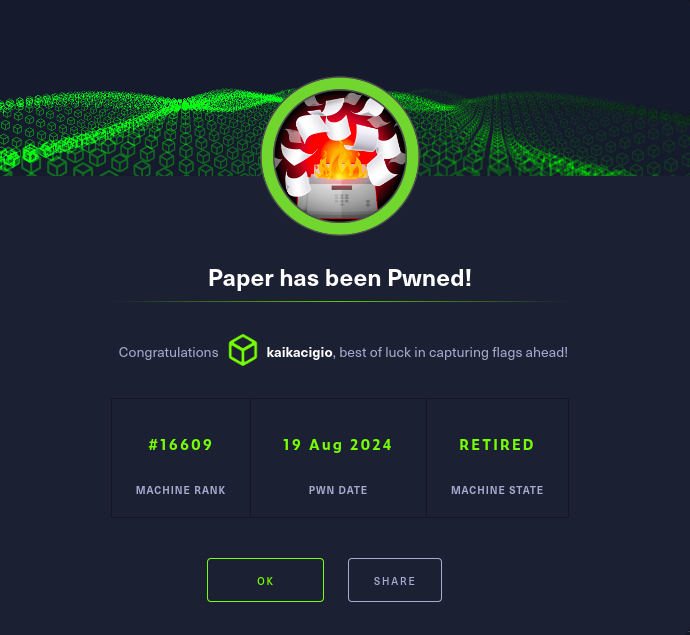 Paper has been Pwned!
Congratulations kaikacigio, best of luck in capturing flags ahead!
#16609 19 Aug 2024 RETIRED
MACHINE RANK PWN DATE MACHINE STATE
OK SHARE